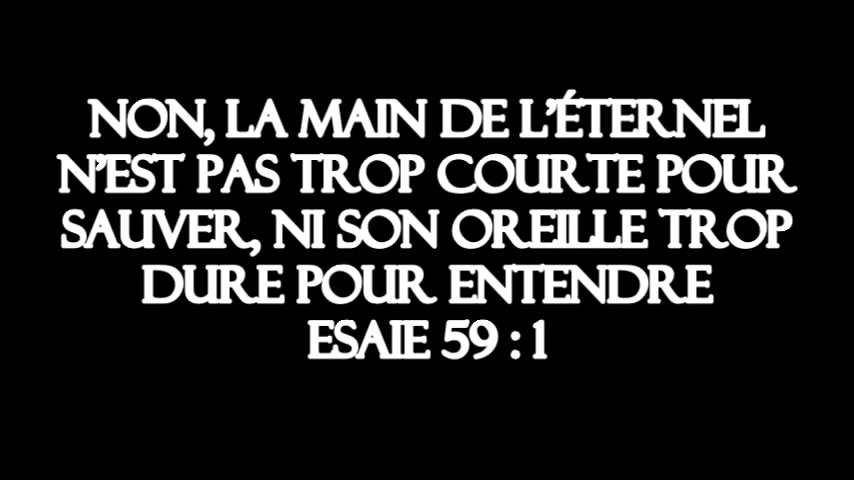 NON, LA MAIN DE L'ÉTERNEL
N'EST PAS TROP COURTE POUR
SAUVER, NI SON OREILLE TROP
DURE POUR ENTENDRE
ESAIE 59 : 1